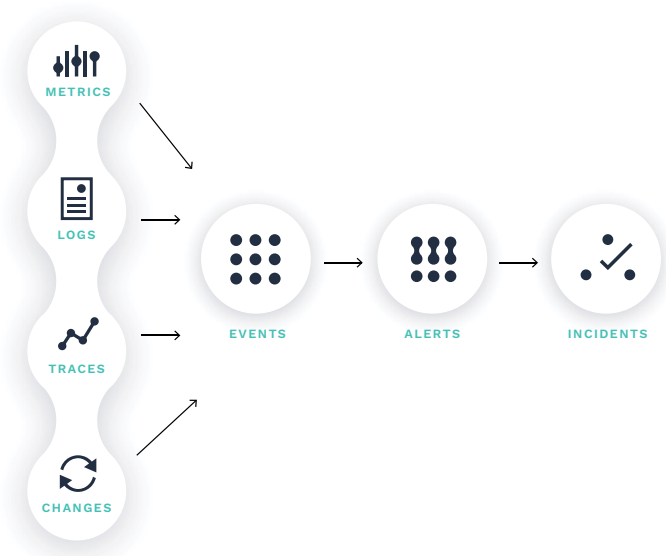 METRICS
LOGS
TRACES
CHANGES
EVENTS
ALERTS
INCIDENTS